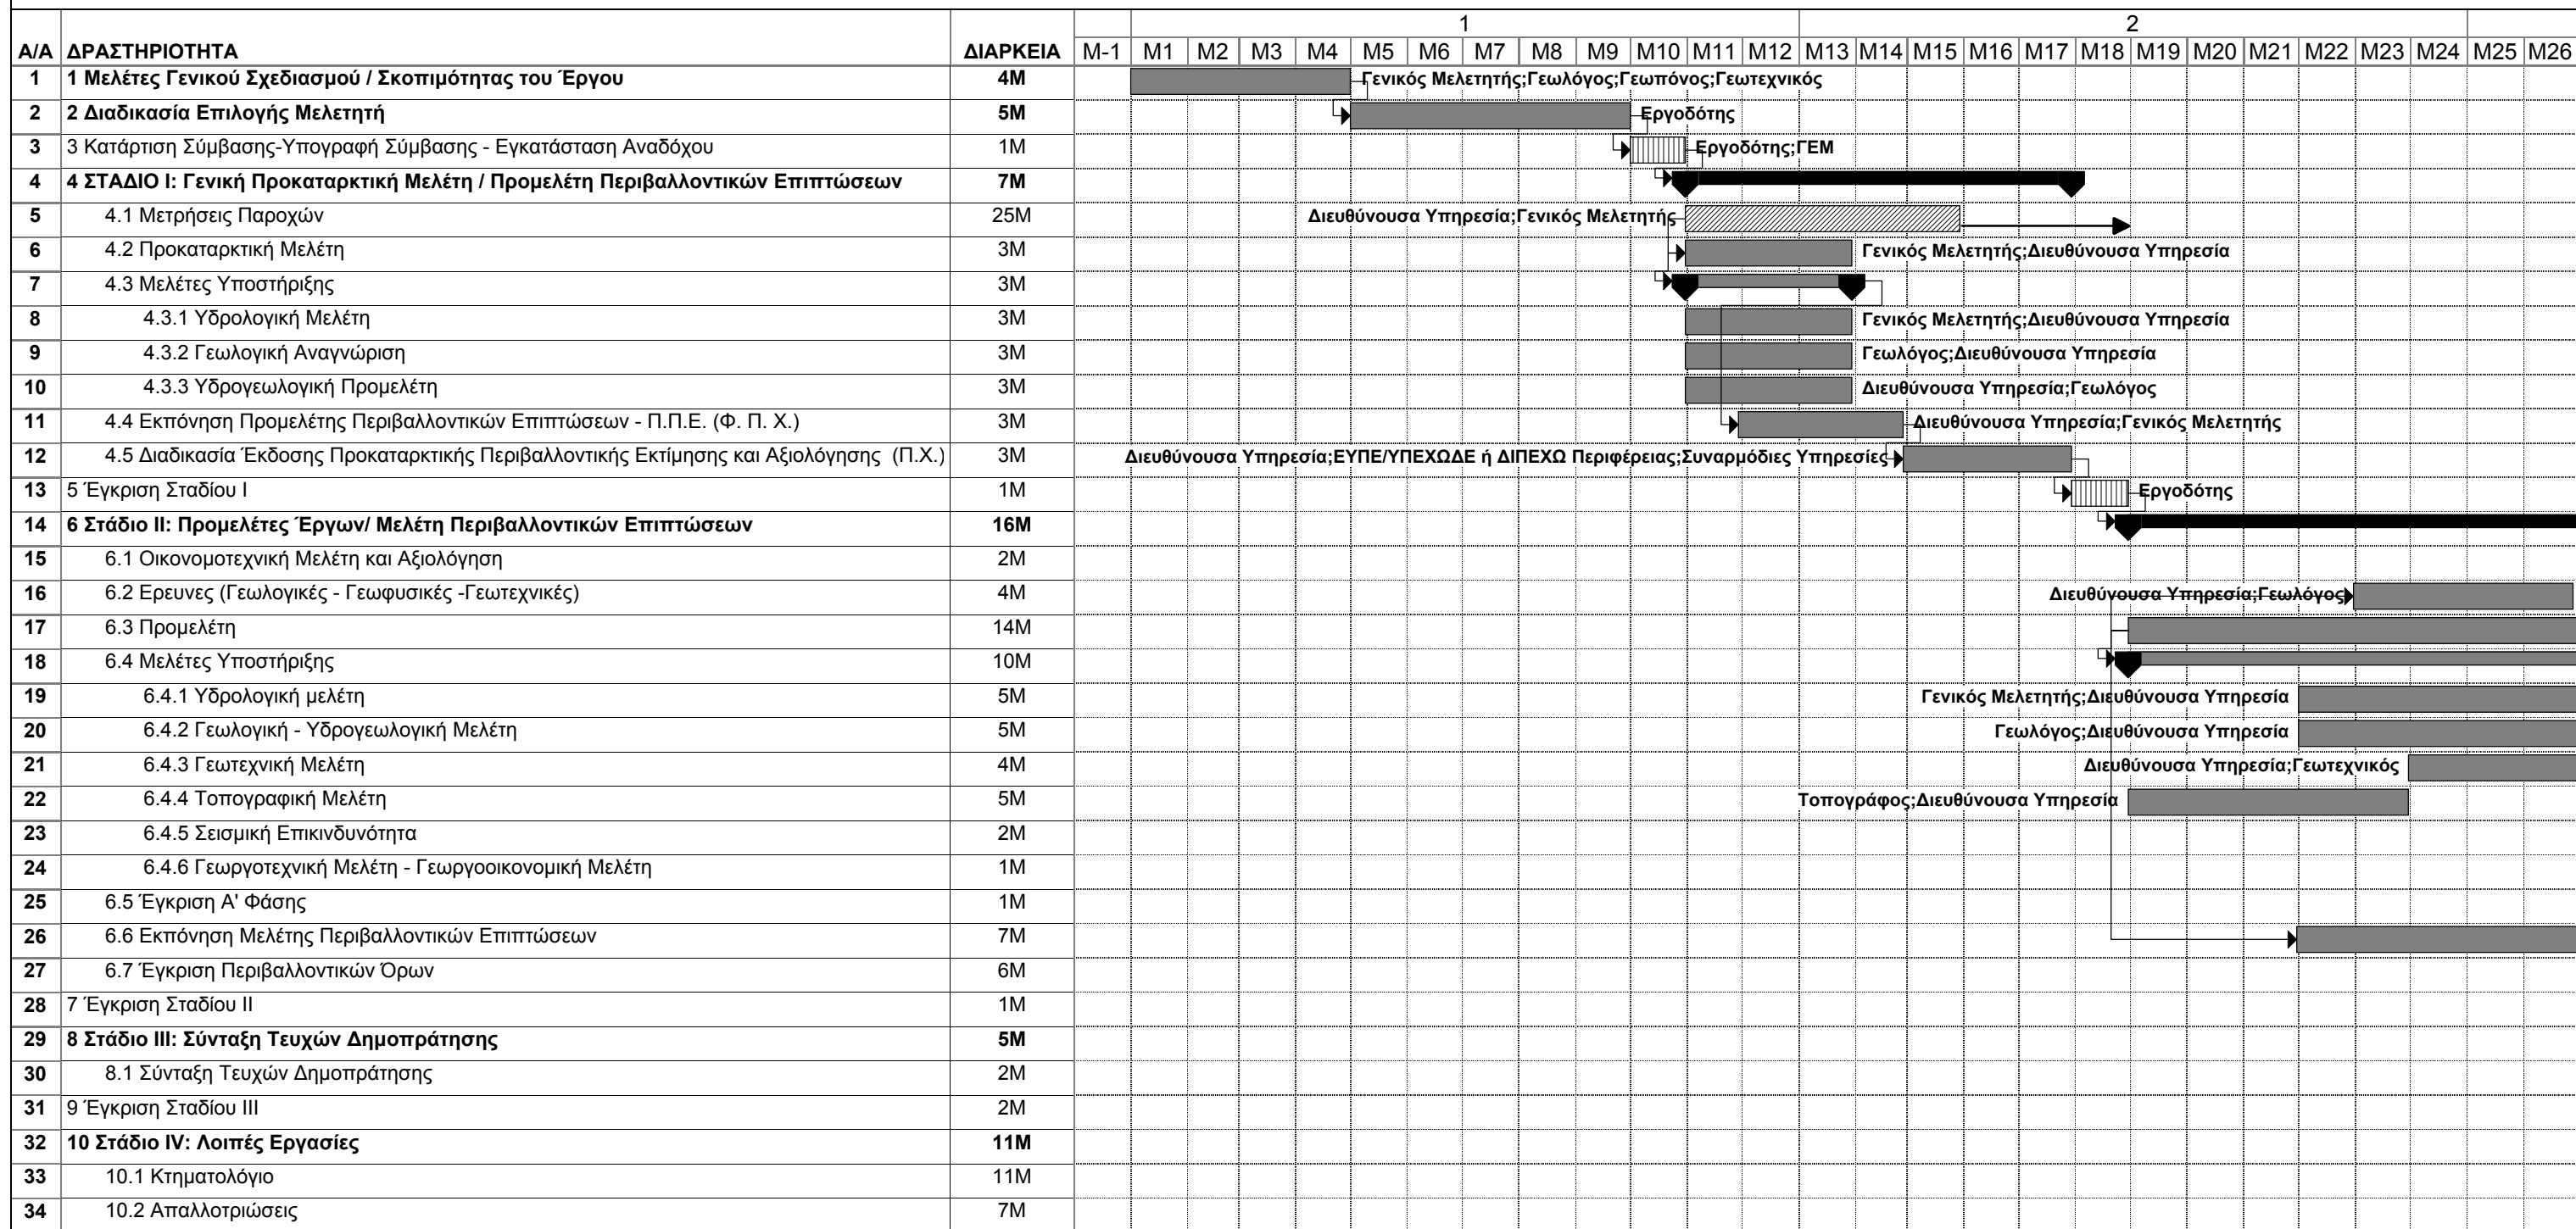 1 2
Α/Α ΔΡΑΣΤΗΡΙΟΤΗΤΑ ΔΙΑΡΚΕΙΑ M-1 M1 M2 M3 M4 M5 M6 M7 M8 M9 M10 M11 M12 M13 M14 M15 M16 M17 M18 M19 M20 M21 M22 M23 M24 M25 M26
1 1 Μελέτες Γενικού Σχεδιασμού / Σκοπιμότητας του Έργου 4M Γενικός Μελετητής;Γεωλόγος;Γεωπόνος;Γεωτεχνικός
2 2 Διαδικασία Επιλογής Μελετητή 5M Εργοδότης
3 3 Κατάρτιση Σύμβασης-Υπογραφή Σύμβασης - Εγκατάσταση Αναδόχου 1M Εργοδότης;ΓΕΜ
4 4 ΣΤΑΔΙΟ Ι: Γενική Προκαταρκτική Μελέτη / Προμελέτη Περιβαλλοντικών Επιπτώσεων 7M
5 4.1 Μετρήσεις Παροχών 25M Διευθύνουσα Υπηρεσία;Γενικός Μελετητής
6 4.2 Προκαταρκτική Μελέτη 3M Γενικός Μελετητής;Διευθύνουσα Υπηρεσία
7 4.3 Μελέτες Υποστήριξης 3M
8 4.3.1 Υδρολογική Μελέτη 3M Γενικός Μελετητής;Διευθύνουσα Υπηρεσία
9 4.3.2 Γεωλογική Αναγνώριση 3M Γεωλόγος;Διευθύνουσα Υπηρεσία
10 4.3.3 Υδρογεωλογική Προμελέτη 3M Διευθύνουσα Υπηρεσία;Γεωλόγος
11 4.4 Εκπόνηση Προμελέτης Περιβαλλοντικών Επιπτώσεων - Π.Π.Ε. (Φ. Π. Χ.) 3M Διευθύνουσα Υπηρεσία;Γενικός Μελετητής
12 4.5 Διαδικασία Έκδοσης Προκαταρκτικής Περιβαλλοντικής Εκτίμησης και Αξιολόγησης (Π.Χ.) 3M Διευθύνουσα Υπηρεσία;ΕΥΠΕ/ΥΠΕΧΩΔΕ ή ΔΙΠΕΧΩ Περιφέρειας;Συναρμόδιες Υπηρεσίες
13 5 Έγκριση Σταδίου Ι 1M Εργοδότης
14 6 Στάδιο ΙΙ: Προμελέτες Έργων/ Μελέτη Περιβαλλοντικών Επιπτώσεων 16M
15 6.1 Οικονομοτεχνική Μελέτη και Αξιολόγηση 2M
16 6.2 Ερευνες (Γεωλογικές - Γεωφυσικές -Γεωτεχνικές) 4M Διευθύνουσα Υπηρεσία;Γεωλόγος
17 6.3 Προμελέτη 14M
18 6.4 Μελέτες Υποστήριξης 10M
19 6.4.1 Υδρολογική μελέτη 5M Γενικός Μελετητής;Διευθύνουσα Υπηρεσία
20 6.4.2 Γεωλογική - Υδρογεωλογική Μελέτη 5M Γεωλόγος;Διευθύνουσα Υπηρεσία
21 6.4.3 Γεωτεχνική Μελέτη 4M Διευθύνουσα Υπηρεσία;Γεωτεχνικός
22 6.4.4 Τοπογραφική Μελέτη 5M Τοπογράφος;Διευθύνουσα Υπηρεσία
23 6.4.5 Σεισμική Επικινδυνότητα 2M
24 6.4.6 Γεωργοτεχνική Μελέτη - Γεωργοοικονομική Μελέτη 1M
25 6.5 Έγκριση Α' Φάσης 1M
26 6.6 Εκπόνηση Μελέτης Περιβαλλοντικών Επιπτώσεων 7M
27 6.7 Έγκριση Περιβαλλοντικών Όρων 6M
28 7 Έγκριση Σταδίου ΙΙ 1M
29 8 Στάδιο ΙΙΙ: Σύνταξη Τευχών Δημοπράτησης 5M
30 8.1 Σύνταξη Τευχών Δημοπράτησης 2M
31 9 Έγκριση Σταδίου ΙΙΙ 2M
32 10 Στάδιο IV: Λοιπές Εργασίες 11M
33 10.1 Κτηματολόγιο 11M
34 10.2 Απαλλοτριώσεις 7M